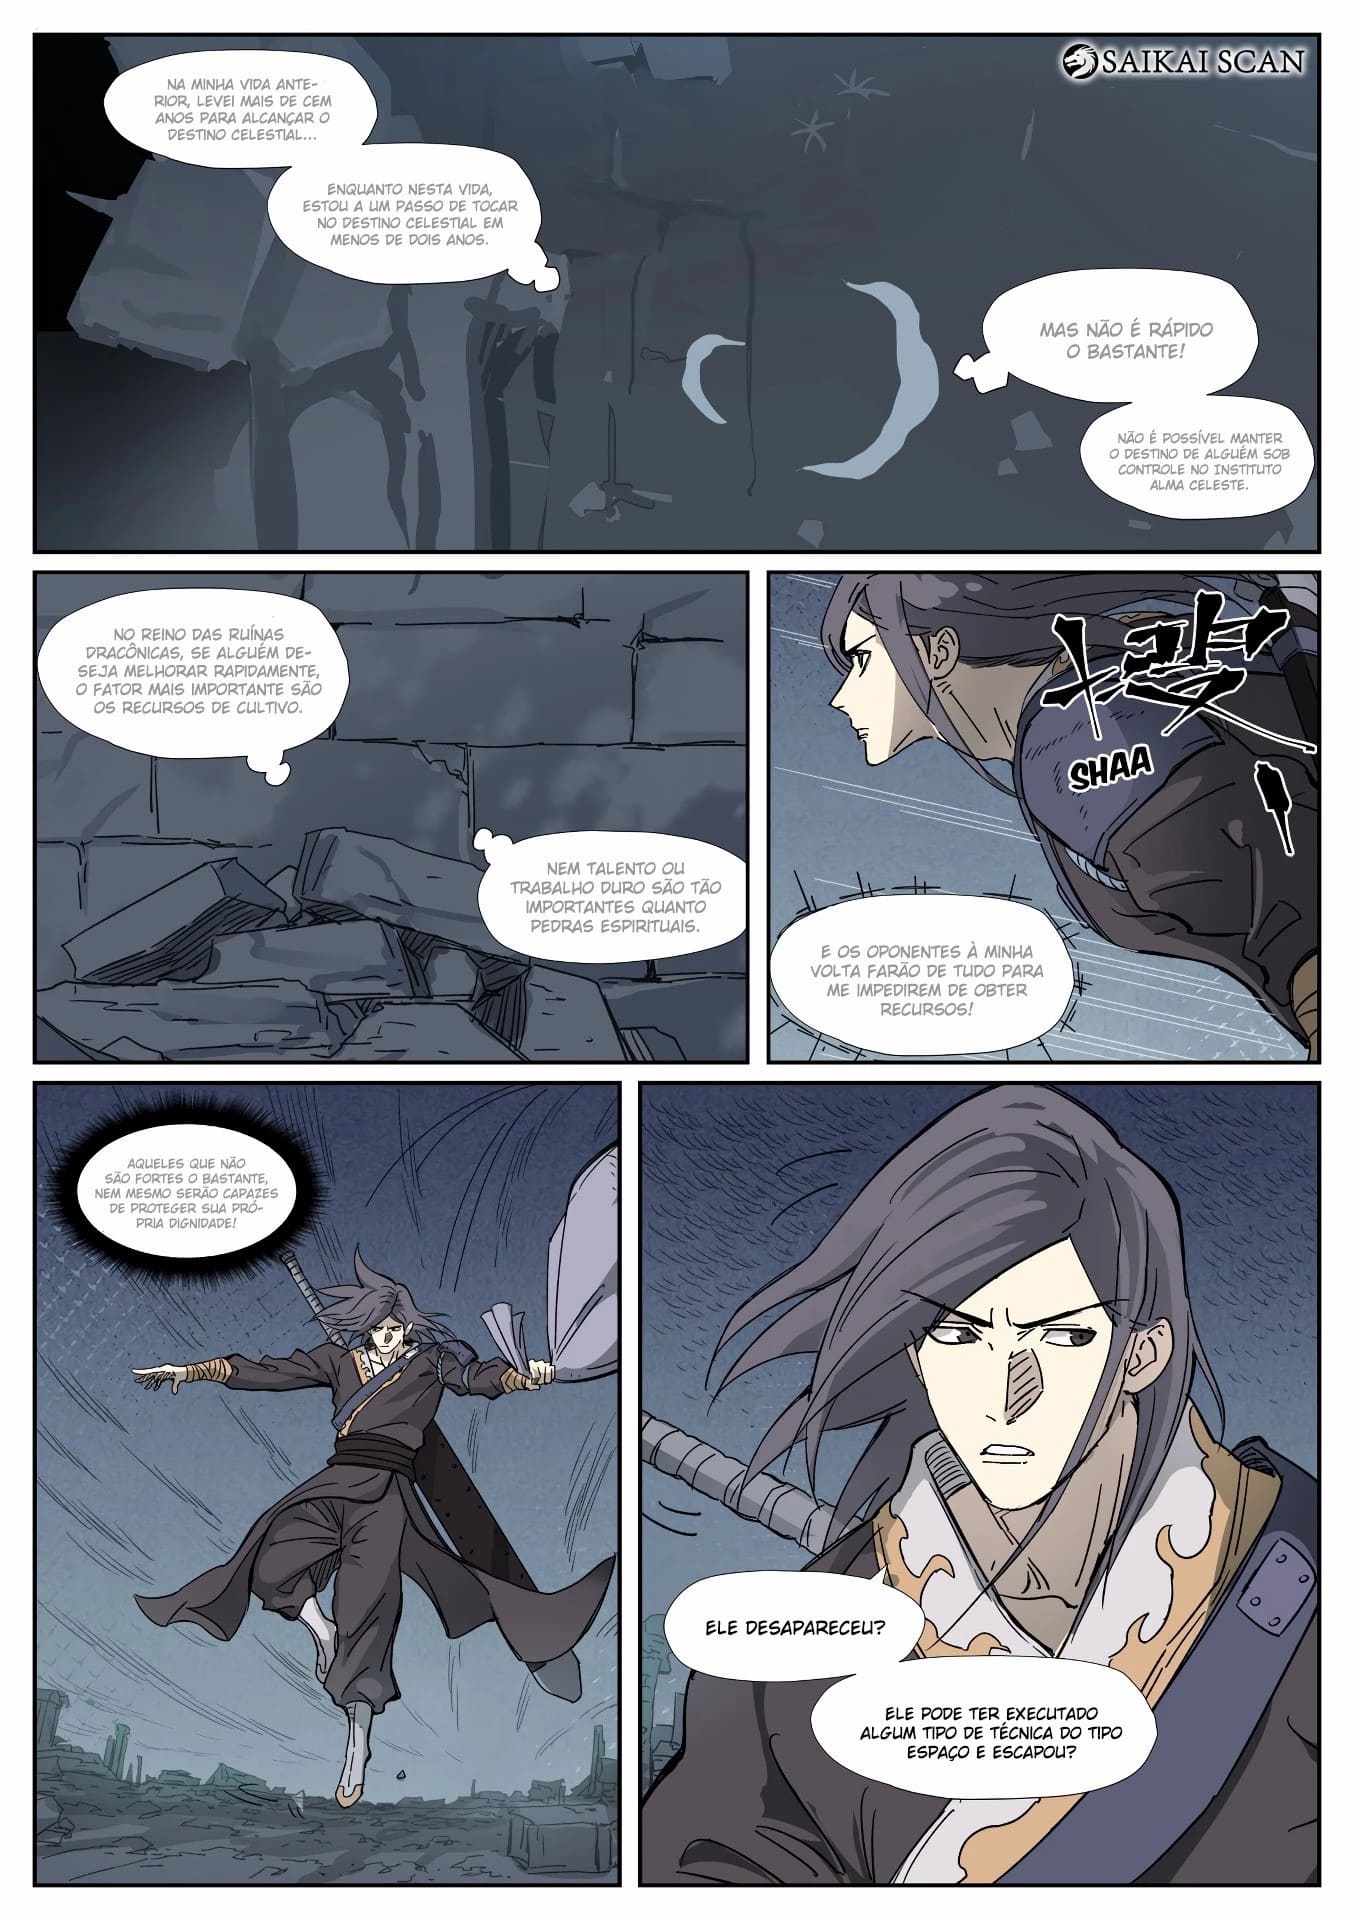 SAIKAI SCAN
NA MINHA VIDA ANTE-
RIOR, LEVEI MAIS DE CEM
ANOS PARA ALCANÇAR O
DESTINO CELESTIAL...
ENQUANTO NESTA VIDA,
ESTOU A UM PASSO DE TOCAR
NO DESTINO CELESTIAL EM
MENOS DE DOIS ANOS.
MAS NÃO É RÁPIDO
O BASTANTE!
NÃO É POSSÍVEL MANTER
O DESTINO DE ALGUÉM SOB
CONTROLE NO INSTITUTO
ALMA CELESTE.
NO REINO DAS RUÍNAS
DRACÔNICAS, SE ALGUÉM DE-
SEJA MELHORAR RAPIDAMENTE,
O FATOR MAIS IMPORTANTE SÃO
OS RECURSOS DE CULTIVO.
NEM TALENTO OU
TRABALHO DURO SÃO TÃO
IMPORTANTES QUANTO
PEDRAS ESPIRITUAIS.
SHAA
E OS OPONENTES À MINHA
VOLTA FARÃO DE TUDO PARA
ME IMPEDIREM DE OBTER
RECURSOS!
AQUELES QUE NÃO
SÃO FORTES O BASTANTE,
NEM MESMO SERÃO CAPAZES
DE PROTEGER SUA PRÓ-
PRIA DIGNIDADE!
ELE DESAPARECEU?
ELE PODE TER EXECUTADO
ALGUM TIPO DE TÉCNICA DO TIPO
ESPAÇO E ESCAPOU?